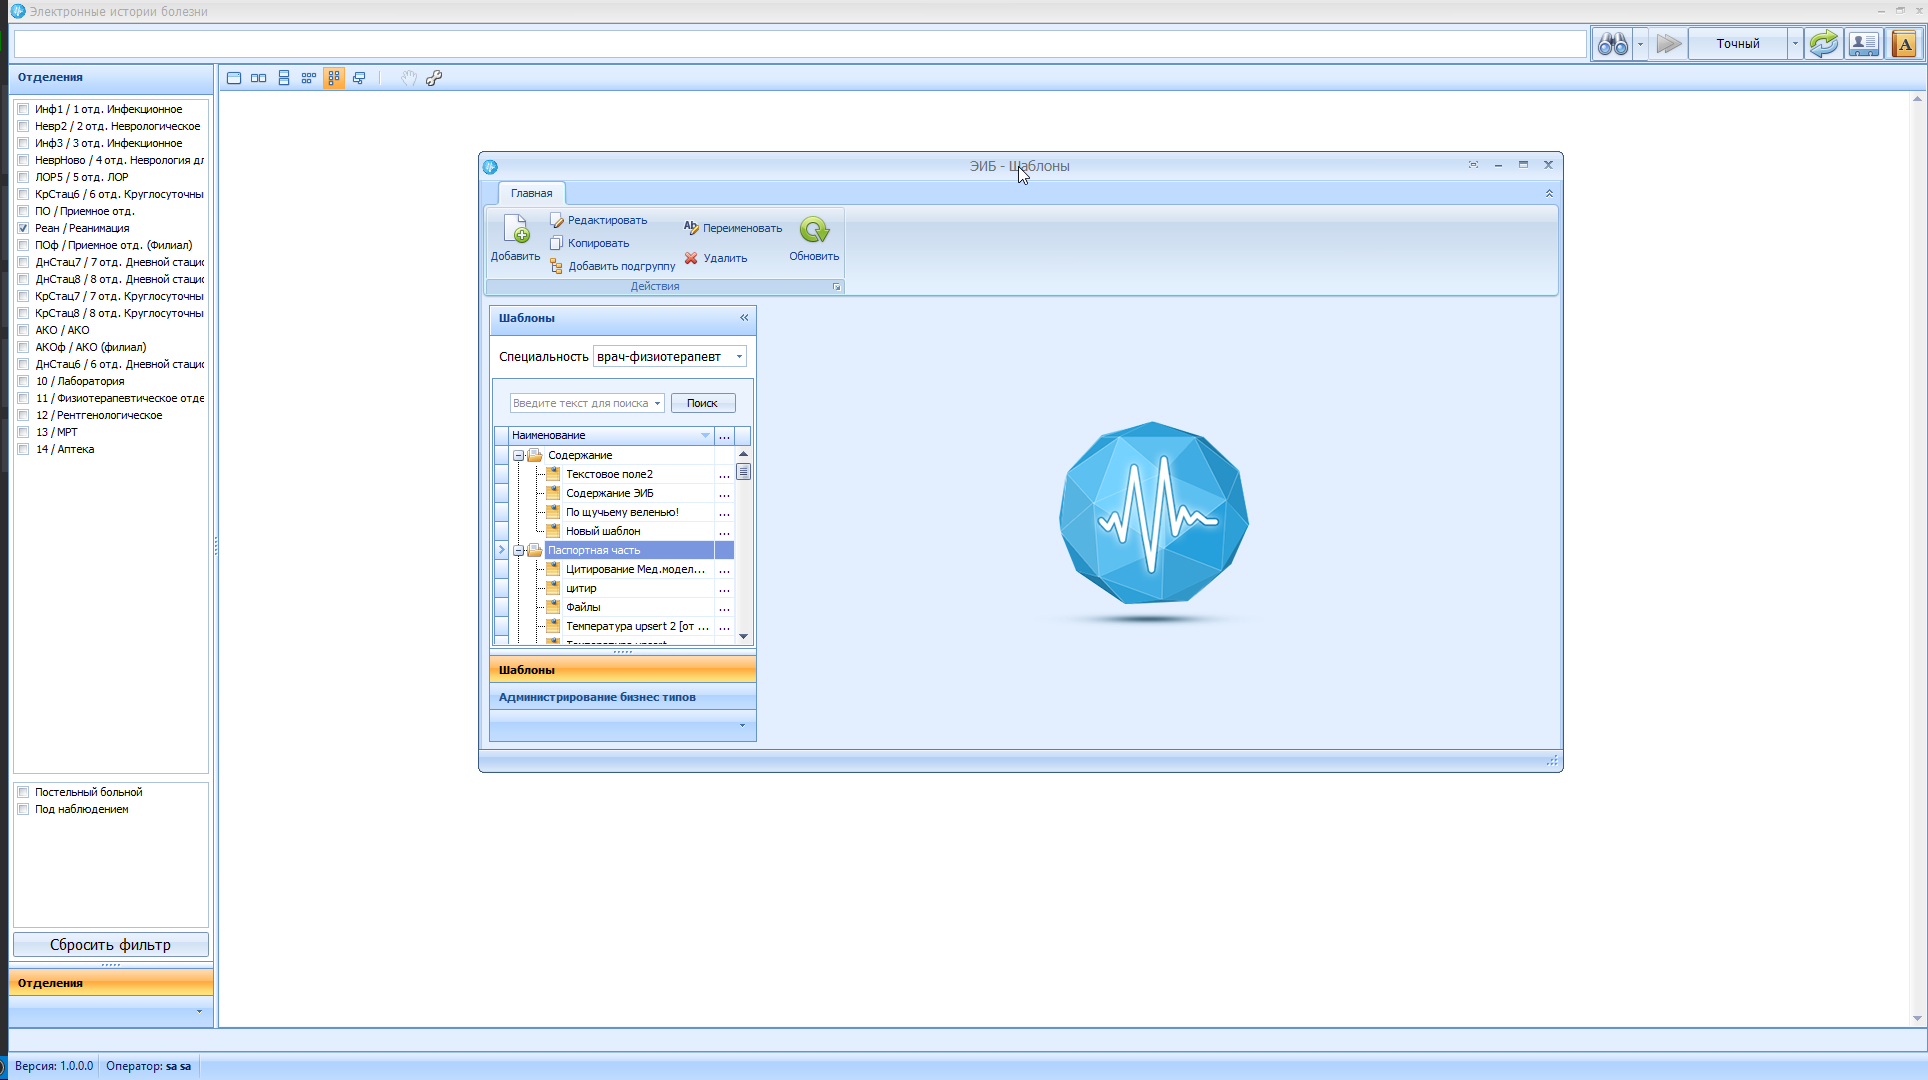 Электронные истории болезни
Точный
Отделения
Инф1 / 1 отд. Инфекционное
Невр2 / 2 отд. Неврологическое
Инф3 / 3 отд. Инфекционное
НеврНово / 4 отд. Неврология дл
ЛОР5 / 5 отд. ЛОР
КрСтац6 / 6 отд. Круглосуточны
ПО / Приемное отд.
Реан / Реанимация
ПОф / Приемное отд. (Филиал)
ДнСтац7 / 7 отд. Дневной стацио
ДнСтац8 / 8 отд. Дневной стацио
КрСтац7 / 7 отд. Круглосуточны
КрСтац8 / 8 отд. Круглосуточны
АКО / АКО
АКОф / АКО (филиал)
ДнСтац6 / 6 отд. Дневной стацио
10 / Лаборатория
11 / Физиотерапевтическое отде
12 / Рентгенологическое
13 / МРТ
14 / Аптека
Постельный больной
Под наблюдением
Сбросить фильтр
Отделения
ЭИБ - Шаблоны
Главная
Добавить
Редактировать
Копировать
Добавить подгруппу
Переименовать
Удалить
Обновить
Действия
Шаблоны
Специальность врач-физиотерапевт
Введите текст для поиска Поиск
Наименование ...
Содержание
Текстовое поле2 ...
Содержание ЭИБ ...
По щучьему веленью! ...
Новый шаблон ...
Паспортная часть
Цитирование Мед.модел... ...
цитир ...
Файлы ...
Температура upsert 2 [от ... ...
Шаблоны
Администрирование бизнес типов
Версия: 1.0.0.0 Оператор: sa sa